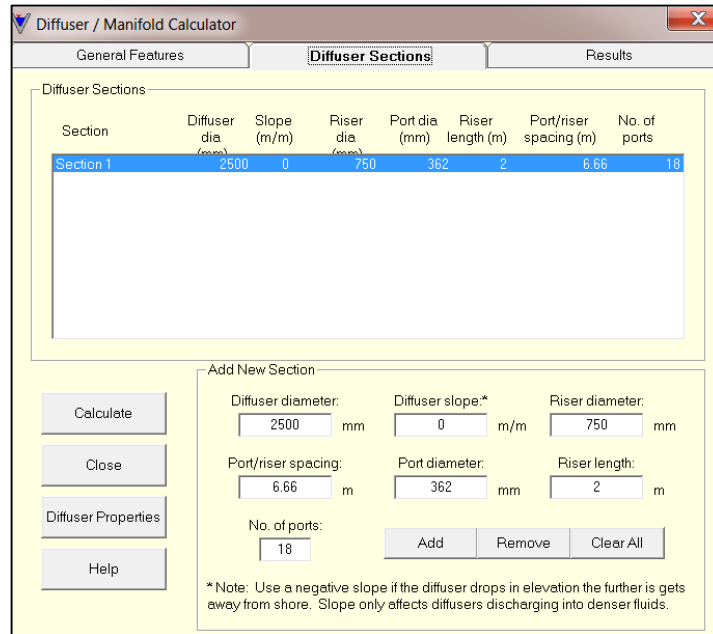 Diffuser / Manifold Calculator
General Features Diffuser Sections Results
Diffuser Sections
Section Diffuser dia (mm) Slope (m/m) Riser dia (mm) Port dia (mm) Riser length (m) Port/riser spacing (m) No. of ports
Section 1 2500 0 750 362 2 6.66 18
Add New Section
Diffuser diameter: Diffuser slope:* Riser diameter:
2500 mm 0 m/m 750 mm
Port/riser spacing: Port diameter: Riser length:
6.66 m 362 mm 2 m
No. of ports:
18
Add Remove Clear All
Calculate
Close
Diffuser Properties
Help
* Note: Use a negative slope if the diffuser drops in elevation the further is gets
away from shore. Slope only affects diffusers discharging into denser fluids.